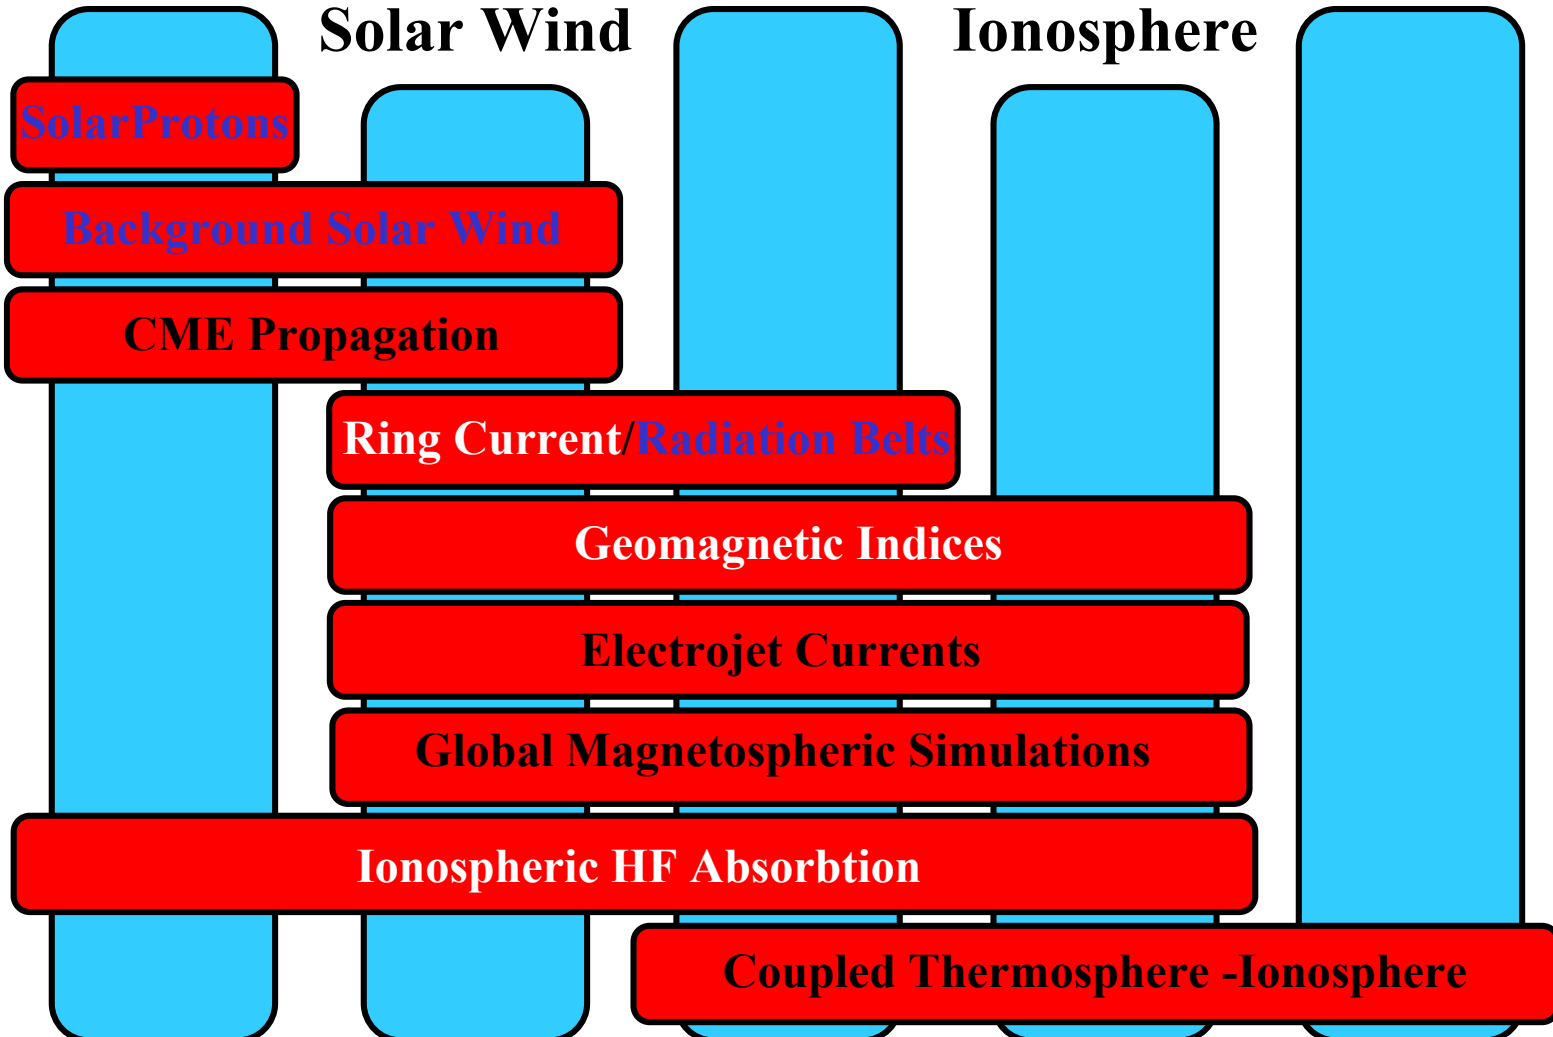 Solar Wind
Ionosphere
SolarProtons
Background Solar Wind
CME Propagation
Ring Current/Radiation Belts
Geomagnetic Indices
Electrojet Currents
Global Magnetospheric Simulations
Ionospheric HF Absorbtion
Coupled Thermosphere -Ionosphere